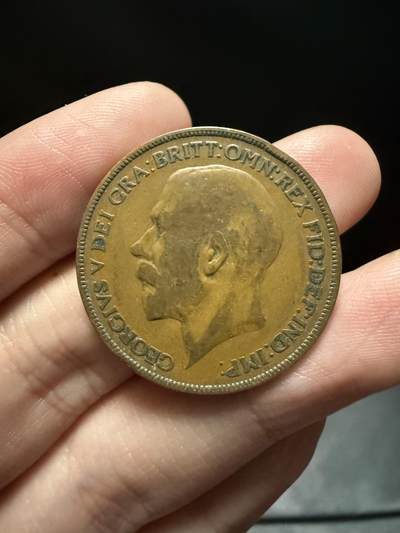 GEORGIVS V DEI GRA: BRITT: OMN: REX FID: DEF: IND: IMP: